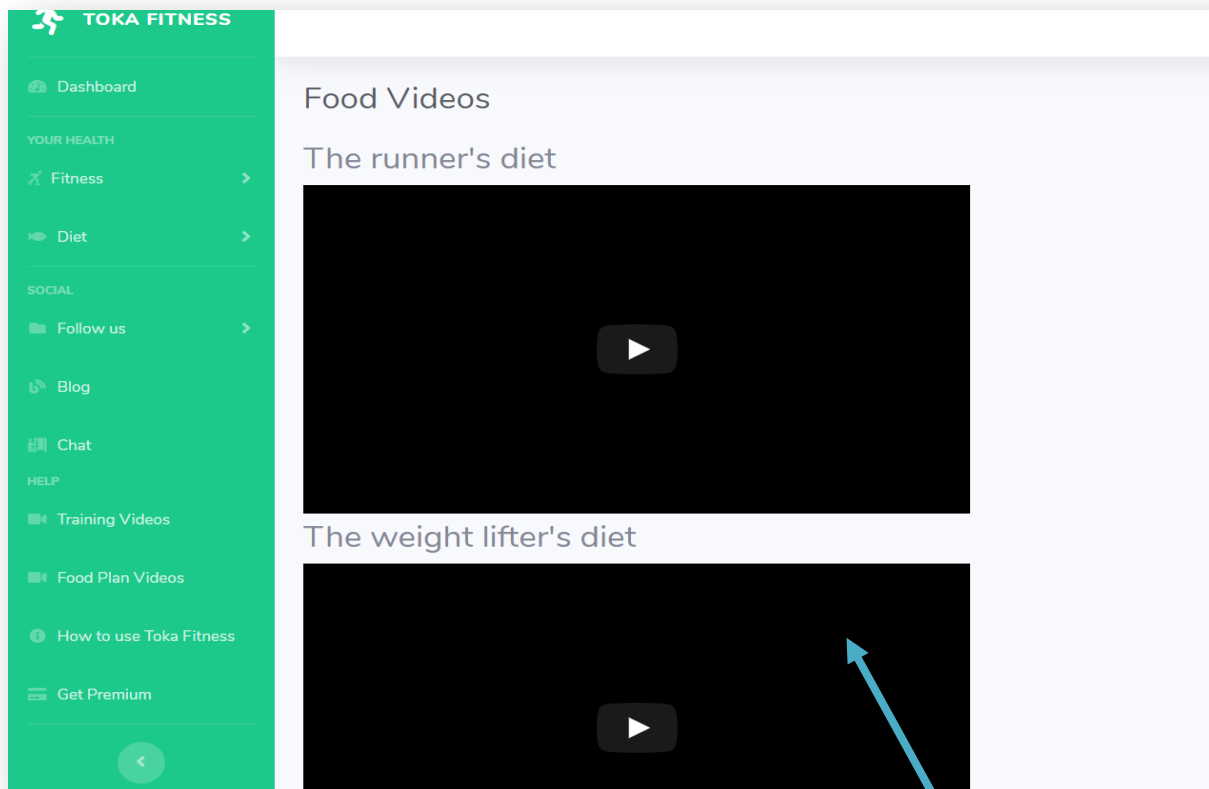 TOKA FITNESS
Dashboard
YOUR HEALTH
Fitness
Diet
SOCIAL
Follow us
Blog
Chat
HELP
Training Videos
Food Plan Videos
How to use Toka Fitness
Get Premium
Food Videos
The runner's diet
The weight lifter's diet